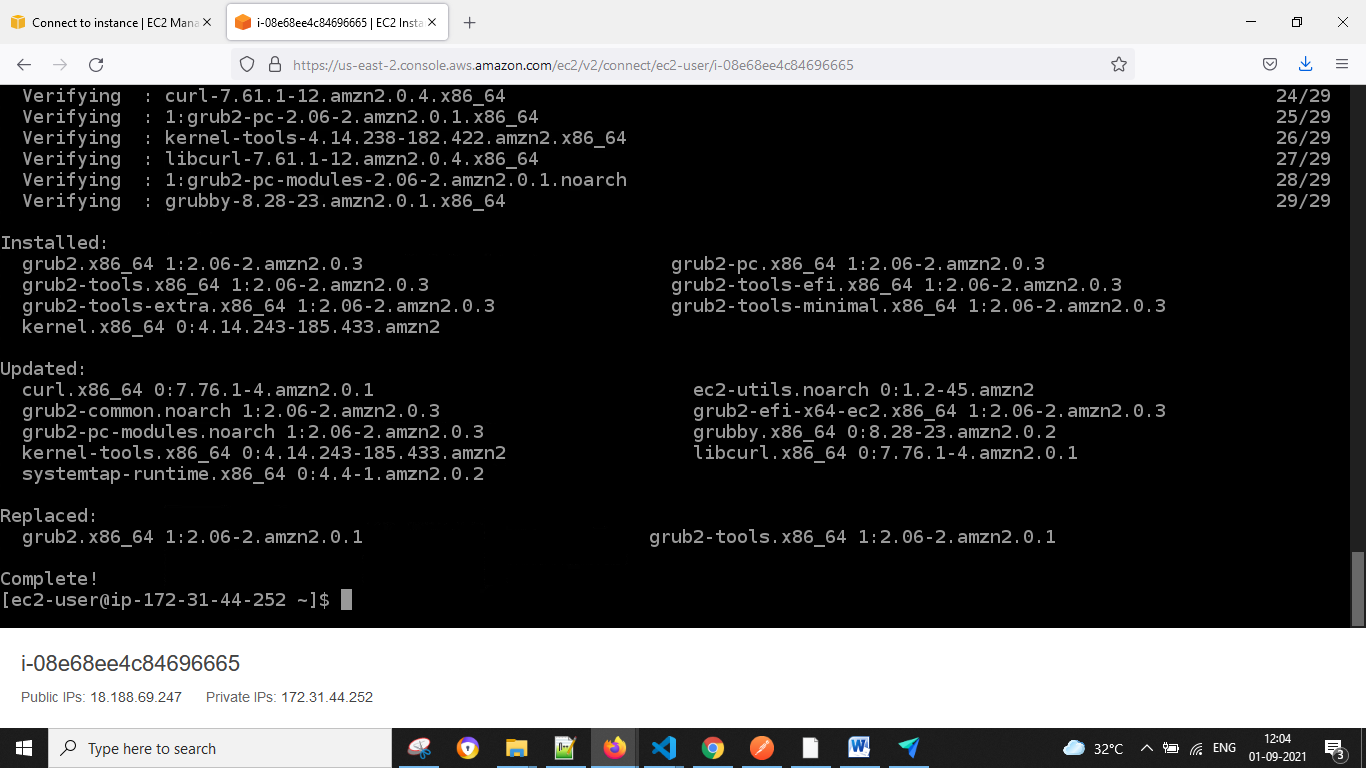 Connect to instance | EC2 Mana
i-08e68ee4c84696665 | EC2 Insta
https://us-east-2.console.aws.amazon.com/ec2/v2/connect/ec2-user/i-08e68ee4c84696665
Verifying : curl-7.61.1-12.amzn2.0.4.x86_64 24/29
Verifying : 1:grub2-pc-2.06-2.amzn2.0.1.x86_64 25/29
Verifying : kernel-tools-4.14.238-182.422.amzn2.x86_64 26/29
Verifying : libcurl-7.61.1-12.amzn2.0.4.x86_64 27/29
Verifying : 1:grub2-pc-modules-2.06-2.amzn2.0.1.noarch 28/29
Verifying : grubby-8.28-23.amzn2.0.1.x86_64 29/29
Installed:
grub2.x86_64 1:2.06-2.amzn2.0.3 grub2-pc.x86_64 1:2.06-2.amzn2.0.3
grub2-tools.x86_64 1:2.06-2.amzn2.0.3 grub2-tools-efi.x86_64 1:2.06-2.amzn2.0.3
grub2-tools-extra.x86_64 1:2.06-2.amzn2.0.3 grub2-tools-minimal.x86_64 1:2.06-2.amzn2.0.3
kernel.x86_64 0:4.14.243-185.433.amzn2
Updated:
curl.x86_64 0:7.76.1-4.amzn2.0.1 ec2-utils.noarch 0:1.2-45.amzn2
grub2-common.noarch 1:2.06-2.amzn2.0.3 grub2-efi-x64-ec2.x86_64 1:2.06-2.amzn2.0.3
grub2-pc-modules.noarch 1:2.06-2.amzn2.0.3 grubby.x86_64 0:8.28-23.amzn2.0.2
kernel-tools.x86_64 0:4.14.243-185.433.amzn2 libcurl.x86_64 0:7.76.1-4.amzn2.0.1
systemtap-runtime.x86_64 0:4.4-1.amzn2.0.2
Replaced:
grub2.x86_64 1:2.06-2.amzn2.0.1 grub2-tools.x86_64 1:2.06-2.amzn2.0.1
Complete!
[ec2-user@ip-172-31-44-252 ~]$
i-08e68ee4c84696665
Public IPs: 18.188.69.247 Private IPs: 172.31.44.252
Type here to search
32°C
ENG
12:04
01-09-2021
3